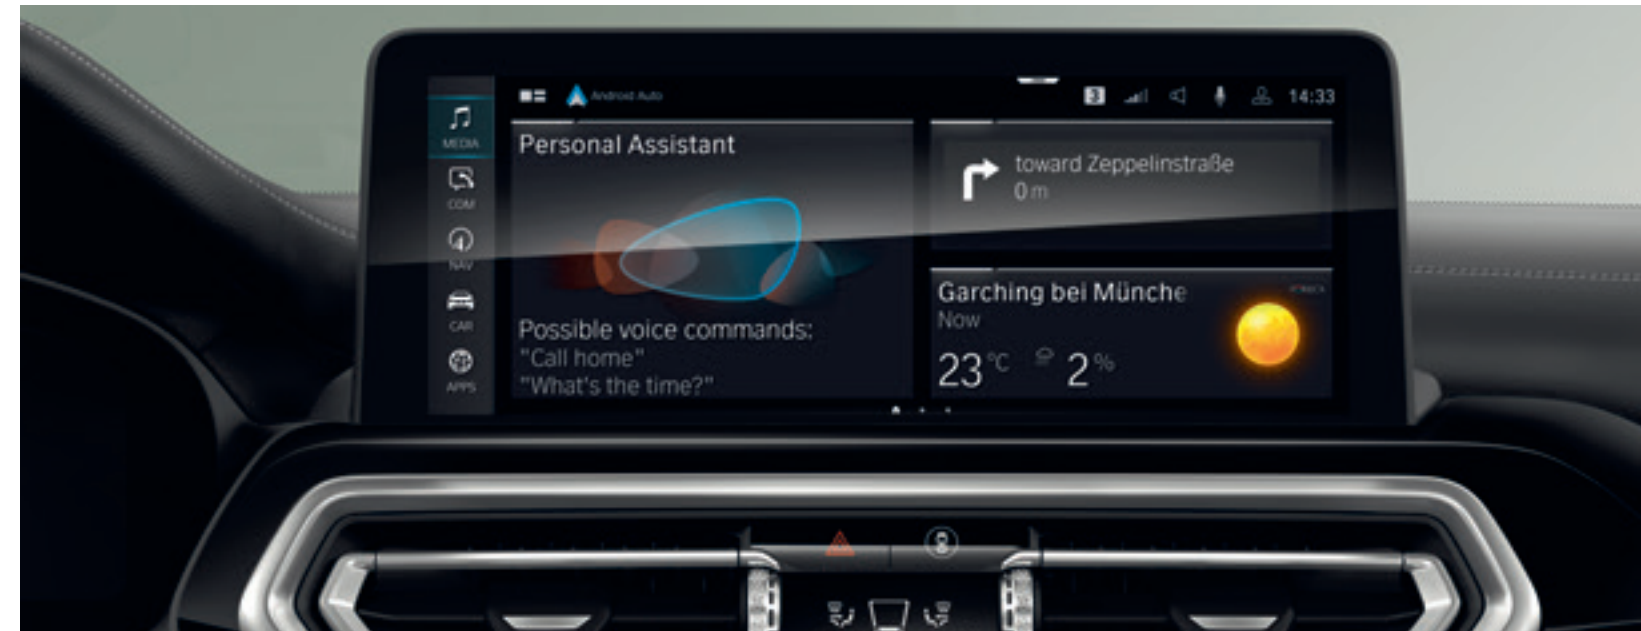 Android Auto
3
14:33
MEDIA
COM
NAV
CAR
APPS
Personal Assistant
Possible voice commands:
"Call home"
"What's the time?"
toward Zeppelinstraße
0 m
Garching bei Münche
Now
23 °C
2 %